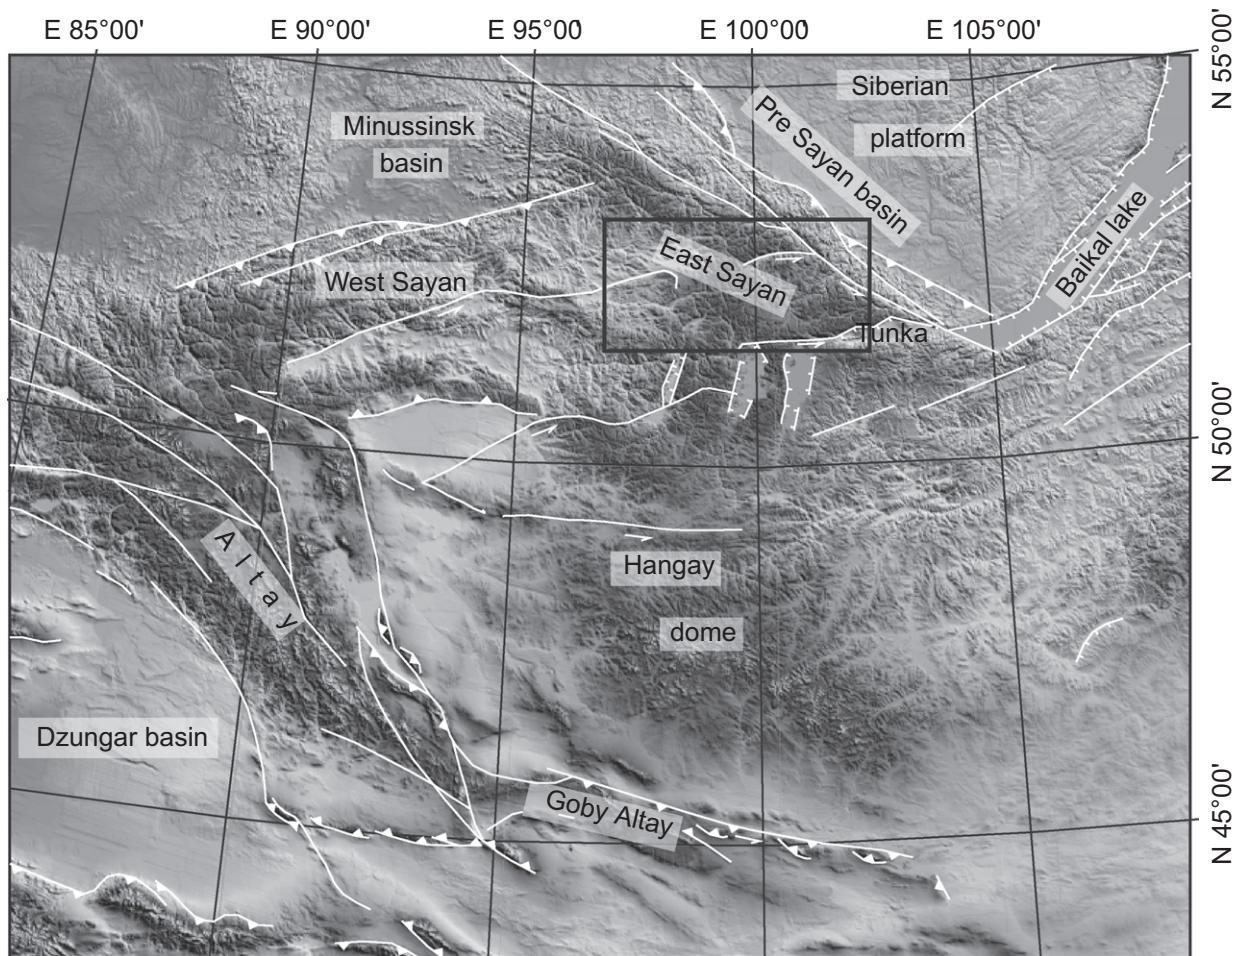 E 85°00'
E 90°00'
E 95°00'
E 100°00'
E 105°00'
N 55°00'
Siberian
platform
Minussinsk
basin
Pre Sayan basin
Baikal lake
East Sayan
West Sayan
Tunka
N 50°00'
Altay
Hangay
dome
Dzungar basin
Goby Altay
N 45°00'